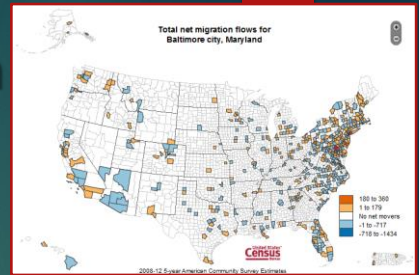 Total net migration flows for
Baltimore city, Maryland
180 to 360
1 to 179
No net movers
-1 to -717
-718 to -1434
United States®
Census
2008-12 5-year American Community Survey Estimates